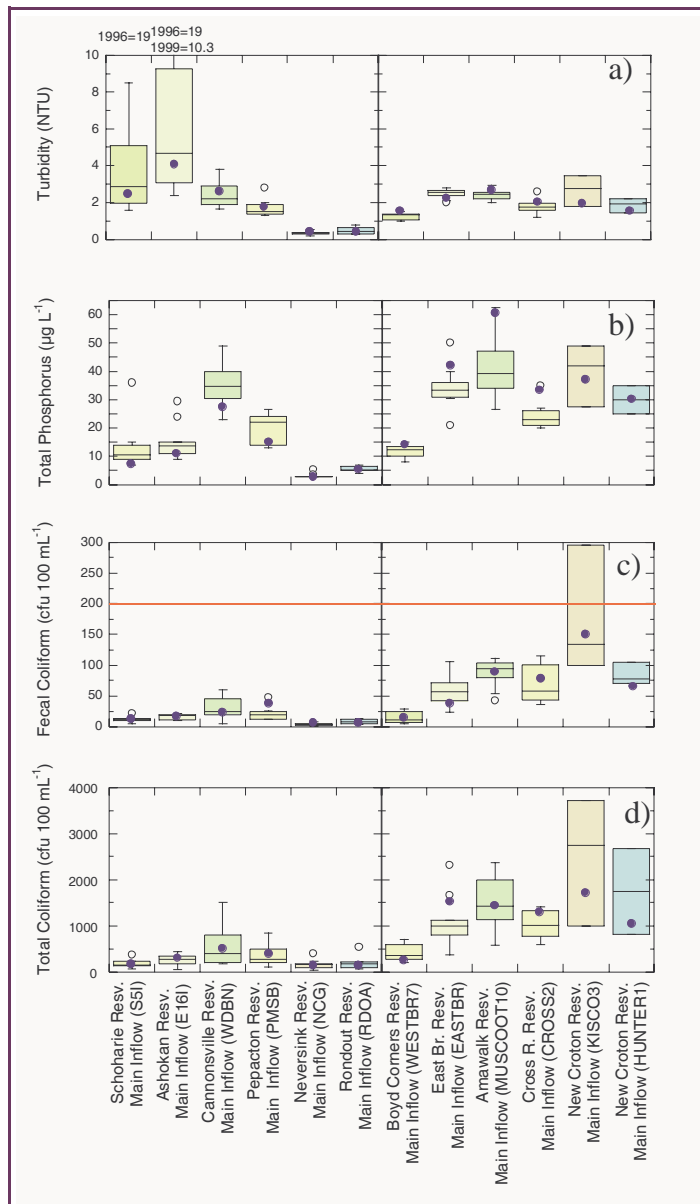 1996=19
1996=19
1999=10.3
a)
Turbidity (NTU)
10
8
6
4
2
0
b)
Total Phosphorus (µg L-1)
60
50
40
30
20
10
0
c)
Fecal Coliform (cfu 100 mL-1)
300
250
200
150
100
50
0
d)
Total Coliform (cfu 100 mL-1)
4000
3000
2000
1000
0
Schoharie Resv.
Main Inflow (S5I)
Ashokan Resv.
Main Inflow (E16I)
Cannonsville Resv.
Main Inflow (WDBN)
Pepacton Resv.
Main Inflow (PMSB)
Neversink Resv.
Main Inflow (NCG)
Rondout Resv.
Main Inflow (RDOA)
Boyd Corners Resv.
Main Inflow (WESTBR7)
East Br. Resv.
Main Inflow (EASTBR)
Amawalk Resv.
Main Inflow (MUSCOOT10)
Cross R. Resv.
Main Inflow (CROSS2)
New Croton Resv.
Main Inflow (KISCO3)
New Croton Resv.
Main Inflow (HUNTER1)